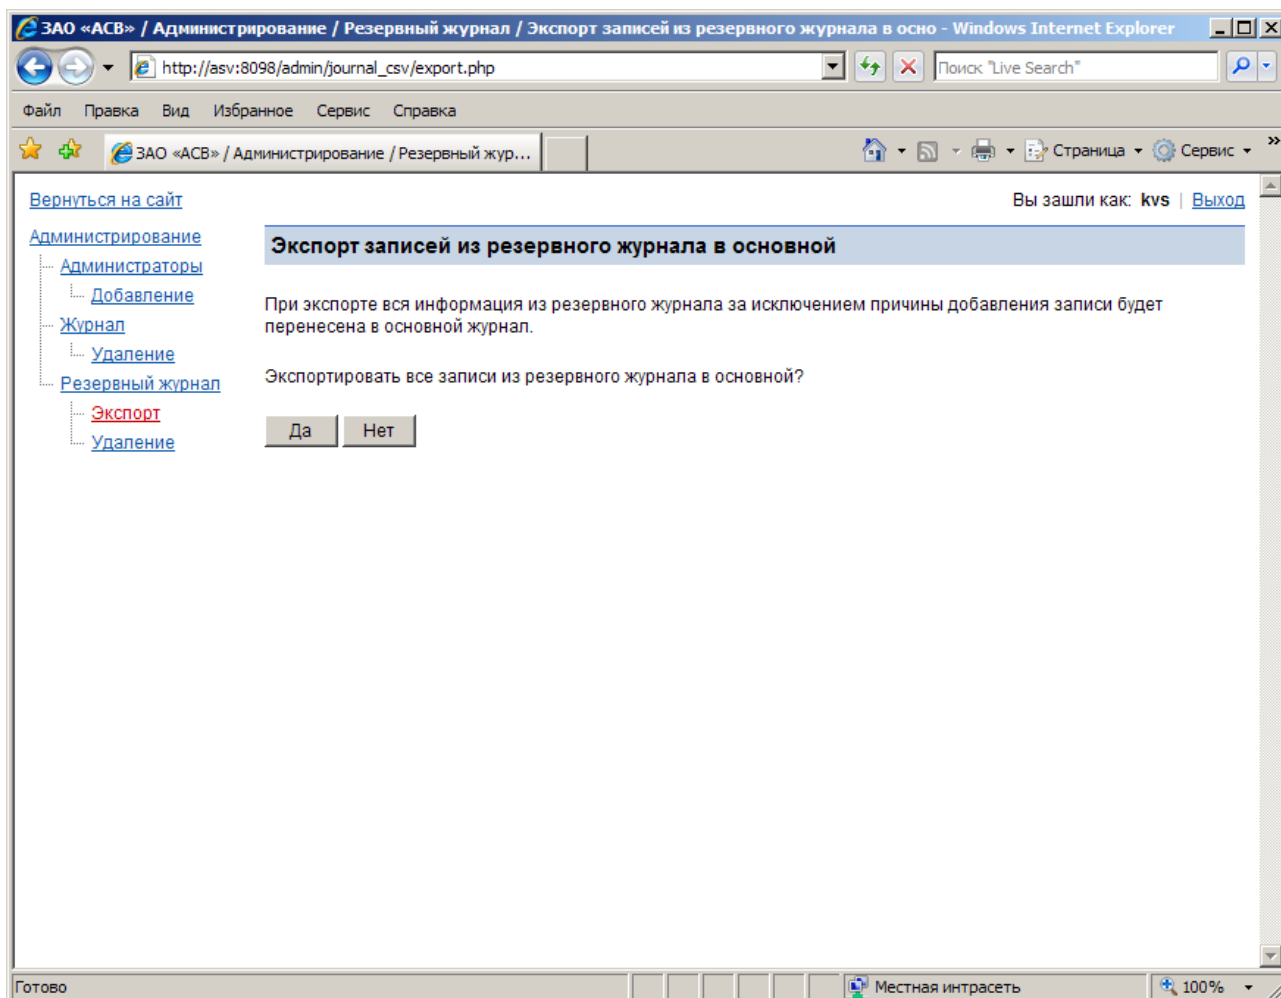 ЗАО «АСВ» / Администрирование / Резервный журнал / Экспорт записей из резервного журнала в осно - Windows Internet Explorer
http://asv:8098/admin/journal_csv/export.php
Поиск "Live Search"
Файл Правка Вид Избранное Сервис Справка
ЗАО «АСВ» / Администрирование / Резервный жур...
Страница Сервис »
Вернуться на сайт
Вы зашли как: kvs | Выход
Администрирование
Администраторы
Добавление
Журнал
Удаление
Резервный журнал
Экспорт
Удаление
Экспорт записей из резервного журнала в основной
При экспорте вся информация из резервного журнала за исключением причины добавления записи будет
перенесена в основной журнал.
Экспортировать все записи из резервного журнала в основной?
Да Нет
Готово
Местная интрасеть
100%